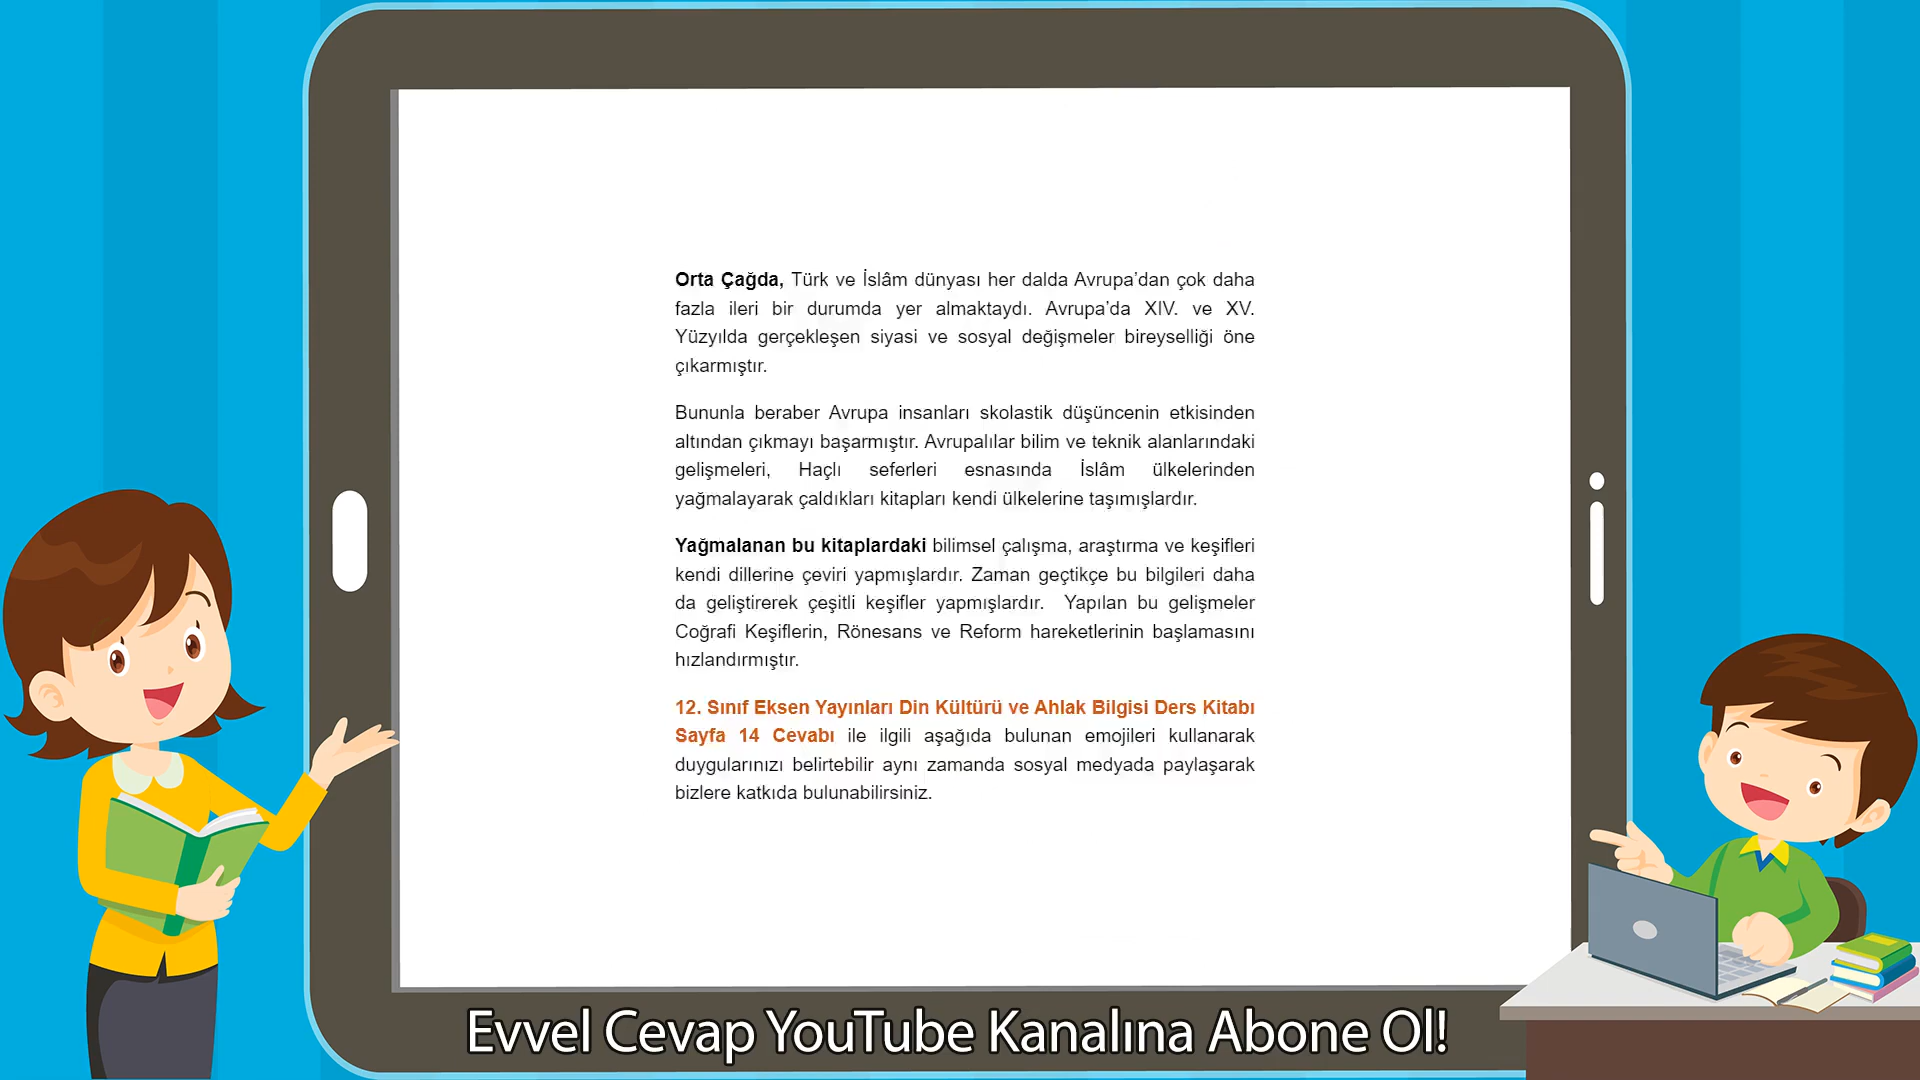 Orta Çağda, Türk ve İslâm dünyası her dalda Avrupa’dan çok daha
fazla ileri bir durumda yer almaktaydı. Avrupa’da XIV. ve XV.
Yüzyılda gerçekleşen siyasi ve sosyal değişmeler bireyselliği öne
çıkarmıştır.
Bununla beraber Avrupa insanları skolastik düşüncenin etkisinden
altından çıkmayı başarmıştır. Avrupalılar bilim ve teknik alanlarındaki
gelişmeleri, Haçlı seferleri esnasında İslâm ülkelerinden
yağmalayarak çaldıkları kitapları kendi ülkelerine taşımışlardır.
Yağmalanan bu kitaplardaki bilimsel çalışma, araştırma ve keşifleri
kendi dillerine çeviri yapmışlardır. Zaman geçtikçe bu bilgileri daha
da geliştirerek çeşitli keşifler yapmışlardır. Yapılan bu gelişmeler
Coğrafi Keşiflerin, Rönesans ve Reform hareketlerinin başlamasını
hızlandırmıştır.
12. Sınıf Eksen Yayınları Din Kültürü ve Ahlak Bilgisi Ders Kitabı
Sayfa 14 Cevabı ile ilgili aşağıda bulunan emojileri kullanarak
duygularınızı belirtebilir aynı zamanda sosyal medyada paylaşarak
bizlere katkıda bulunabilirsiniz.
Evvel Cevap YouTube Kanalına Abone Ol!